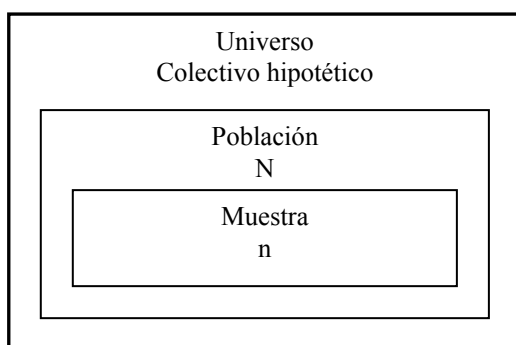 Universo
Colectivo hipotético
Población
N
Muestra
n